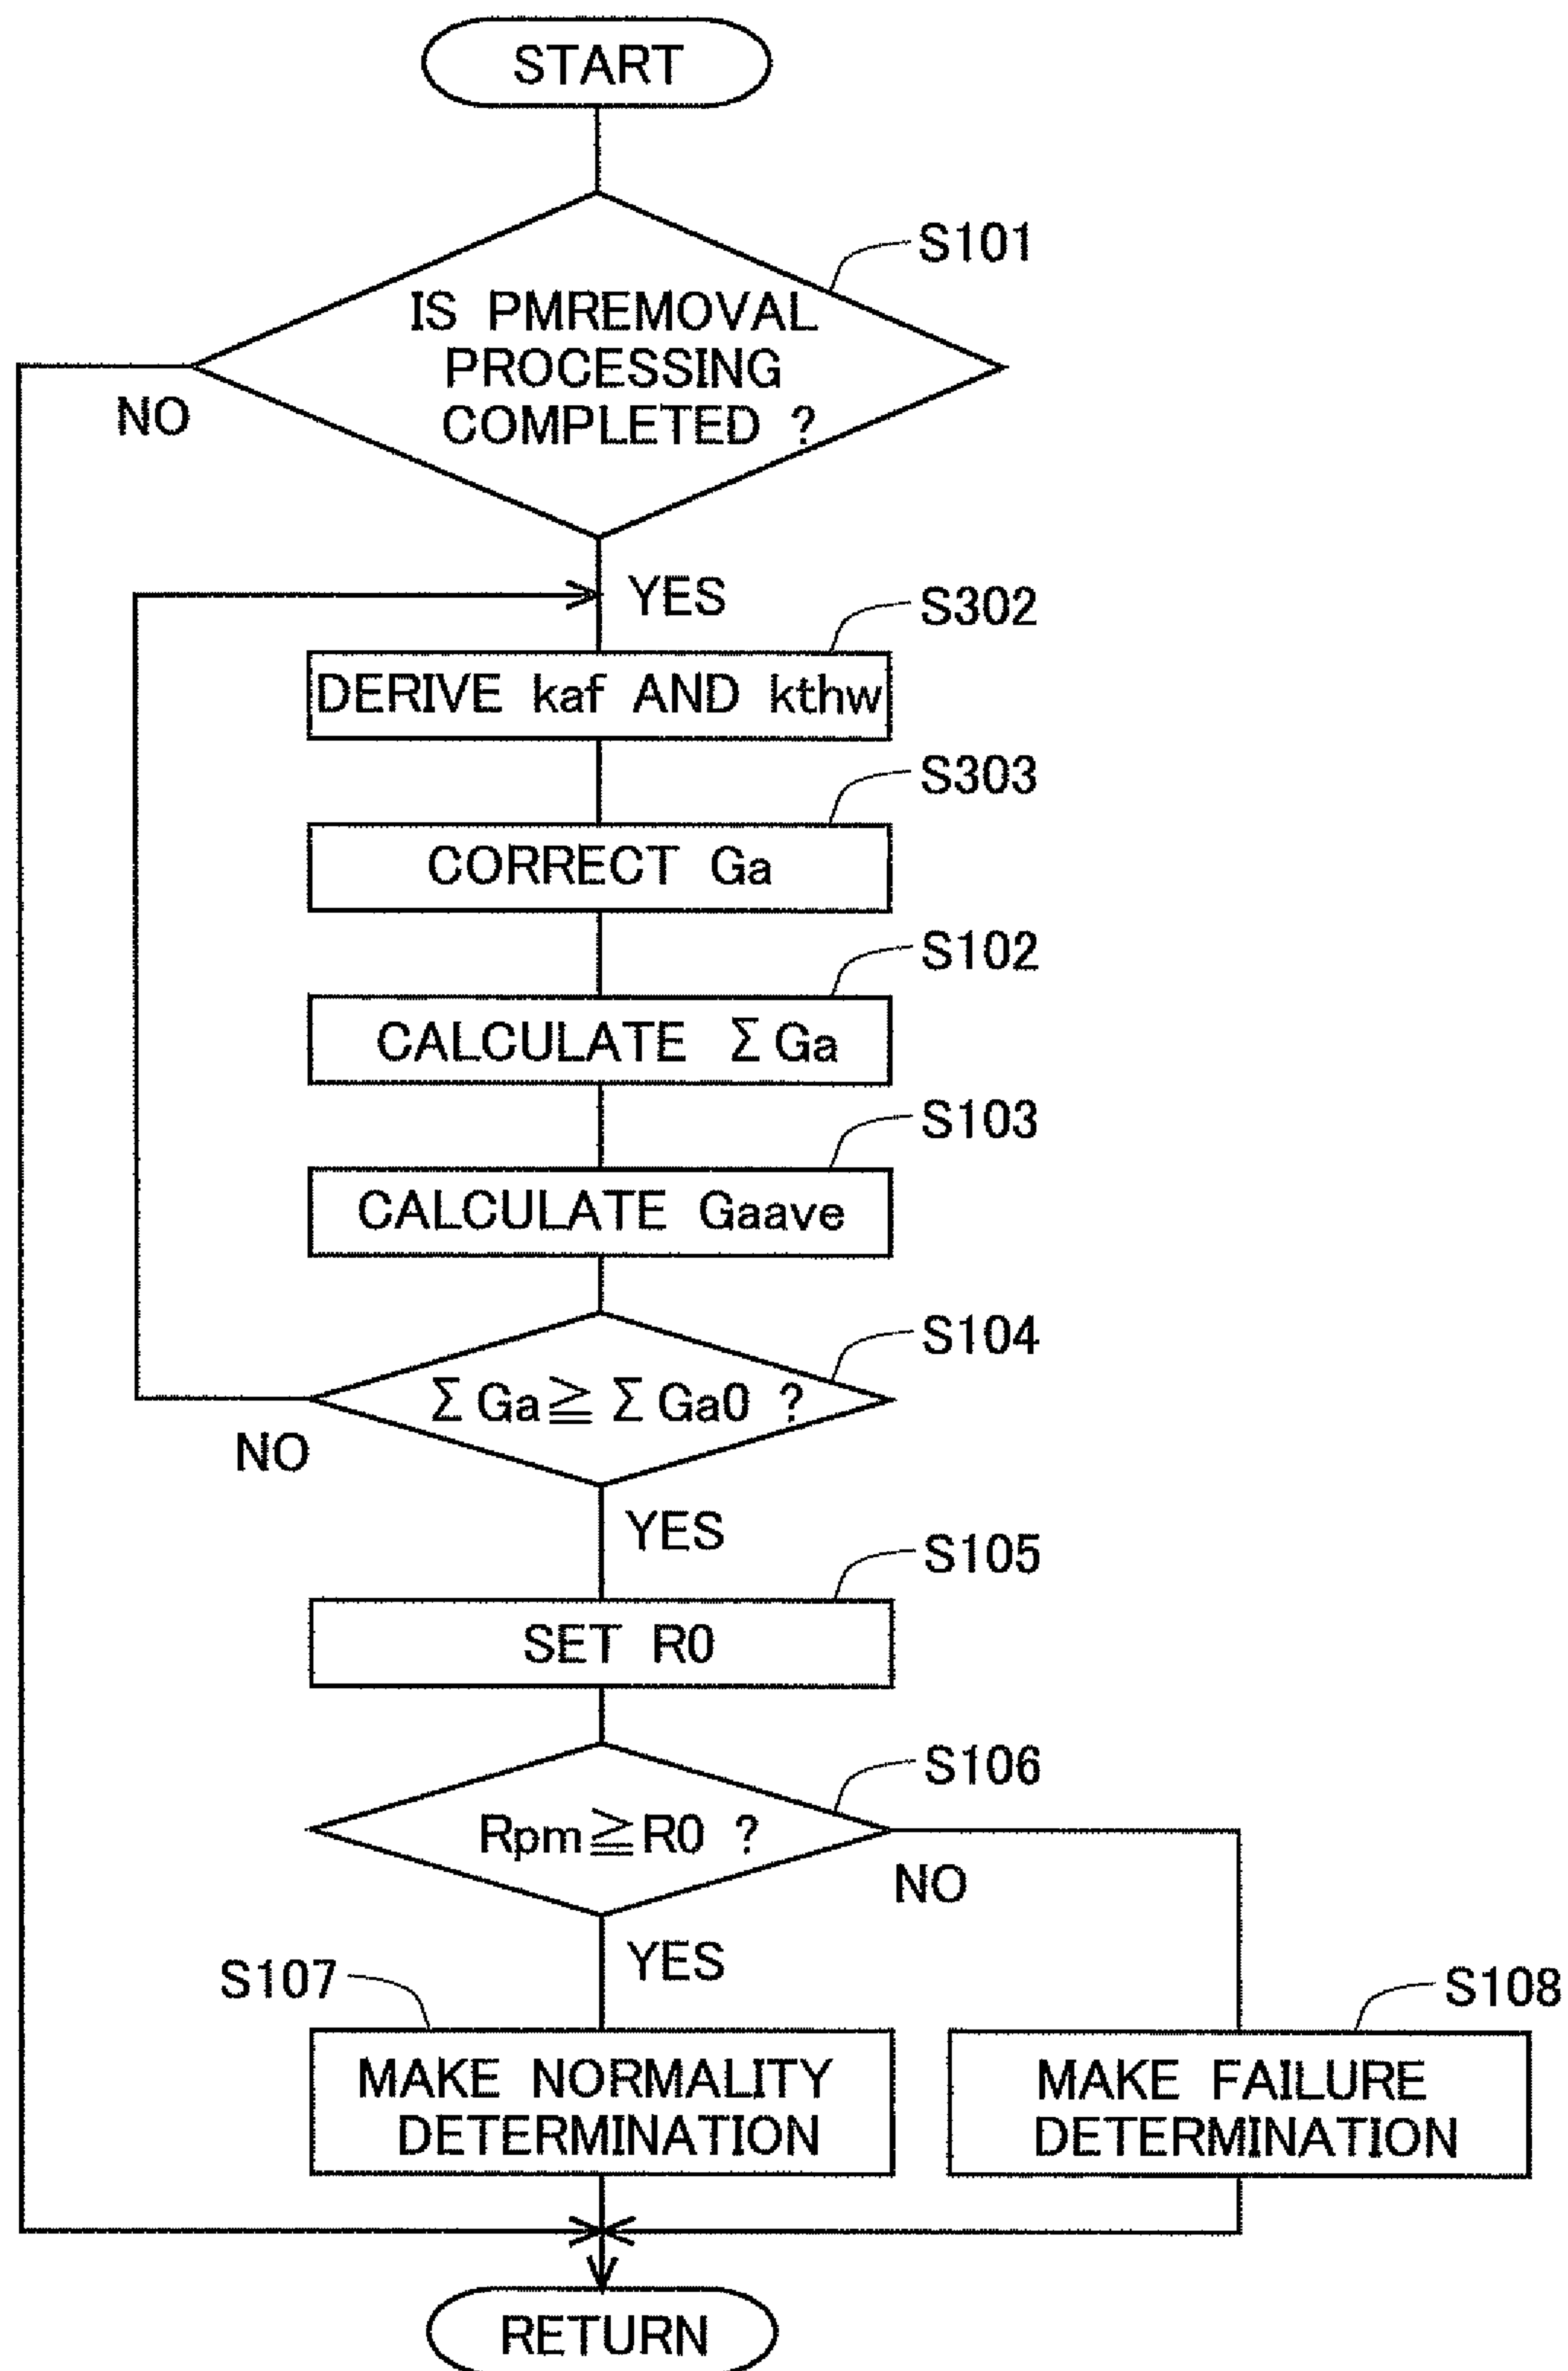 START
S101
IS PMREMOVAL
PROCESSING
COMPLETED ?
NO
YES
S302
DERIVE kaf AND kthw
S303
CORRECT Ga
S102
CALCULATE ΣGa
S103
CALCULATE Gaave
S104
ΣGa≧ΣGa0 ?
NO
YES
S105
SET R0
S106
Rpm≧R0 ?
NO
YES
S107
S108
MAKE NORMALITY
DETERMINATION
MAKE FAILURE
DETERMINATION
RETURN